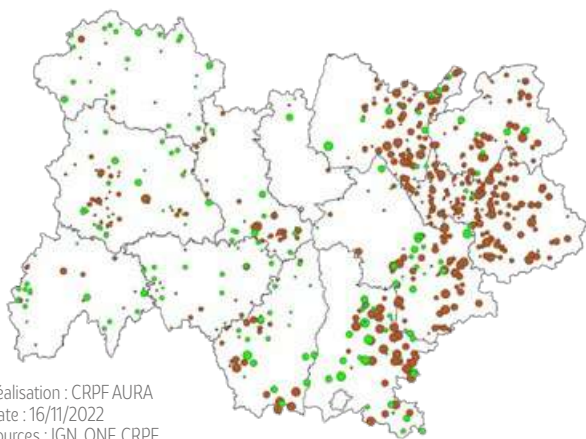 éalisation : CRPF AURA
ate : 16/11/2022
ources : IGN, ONF, CRPF